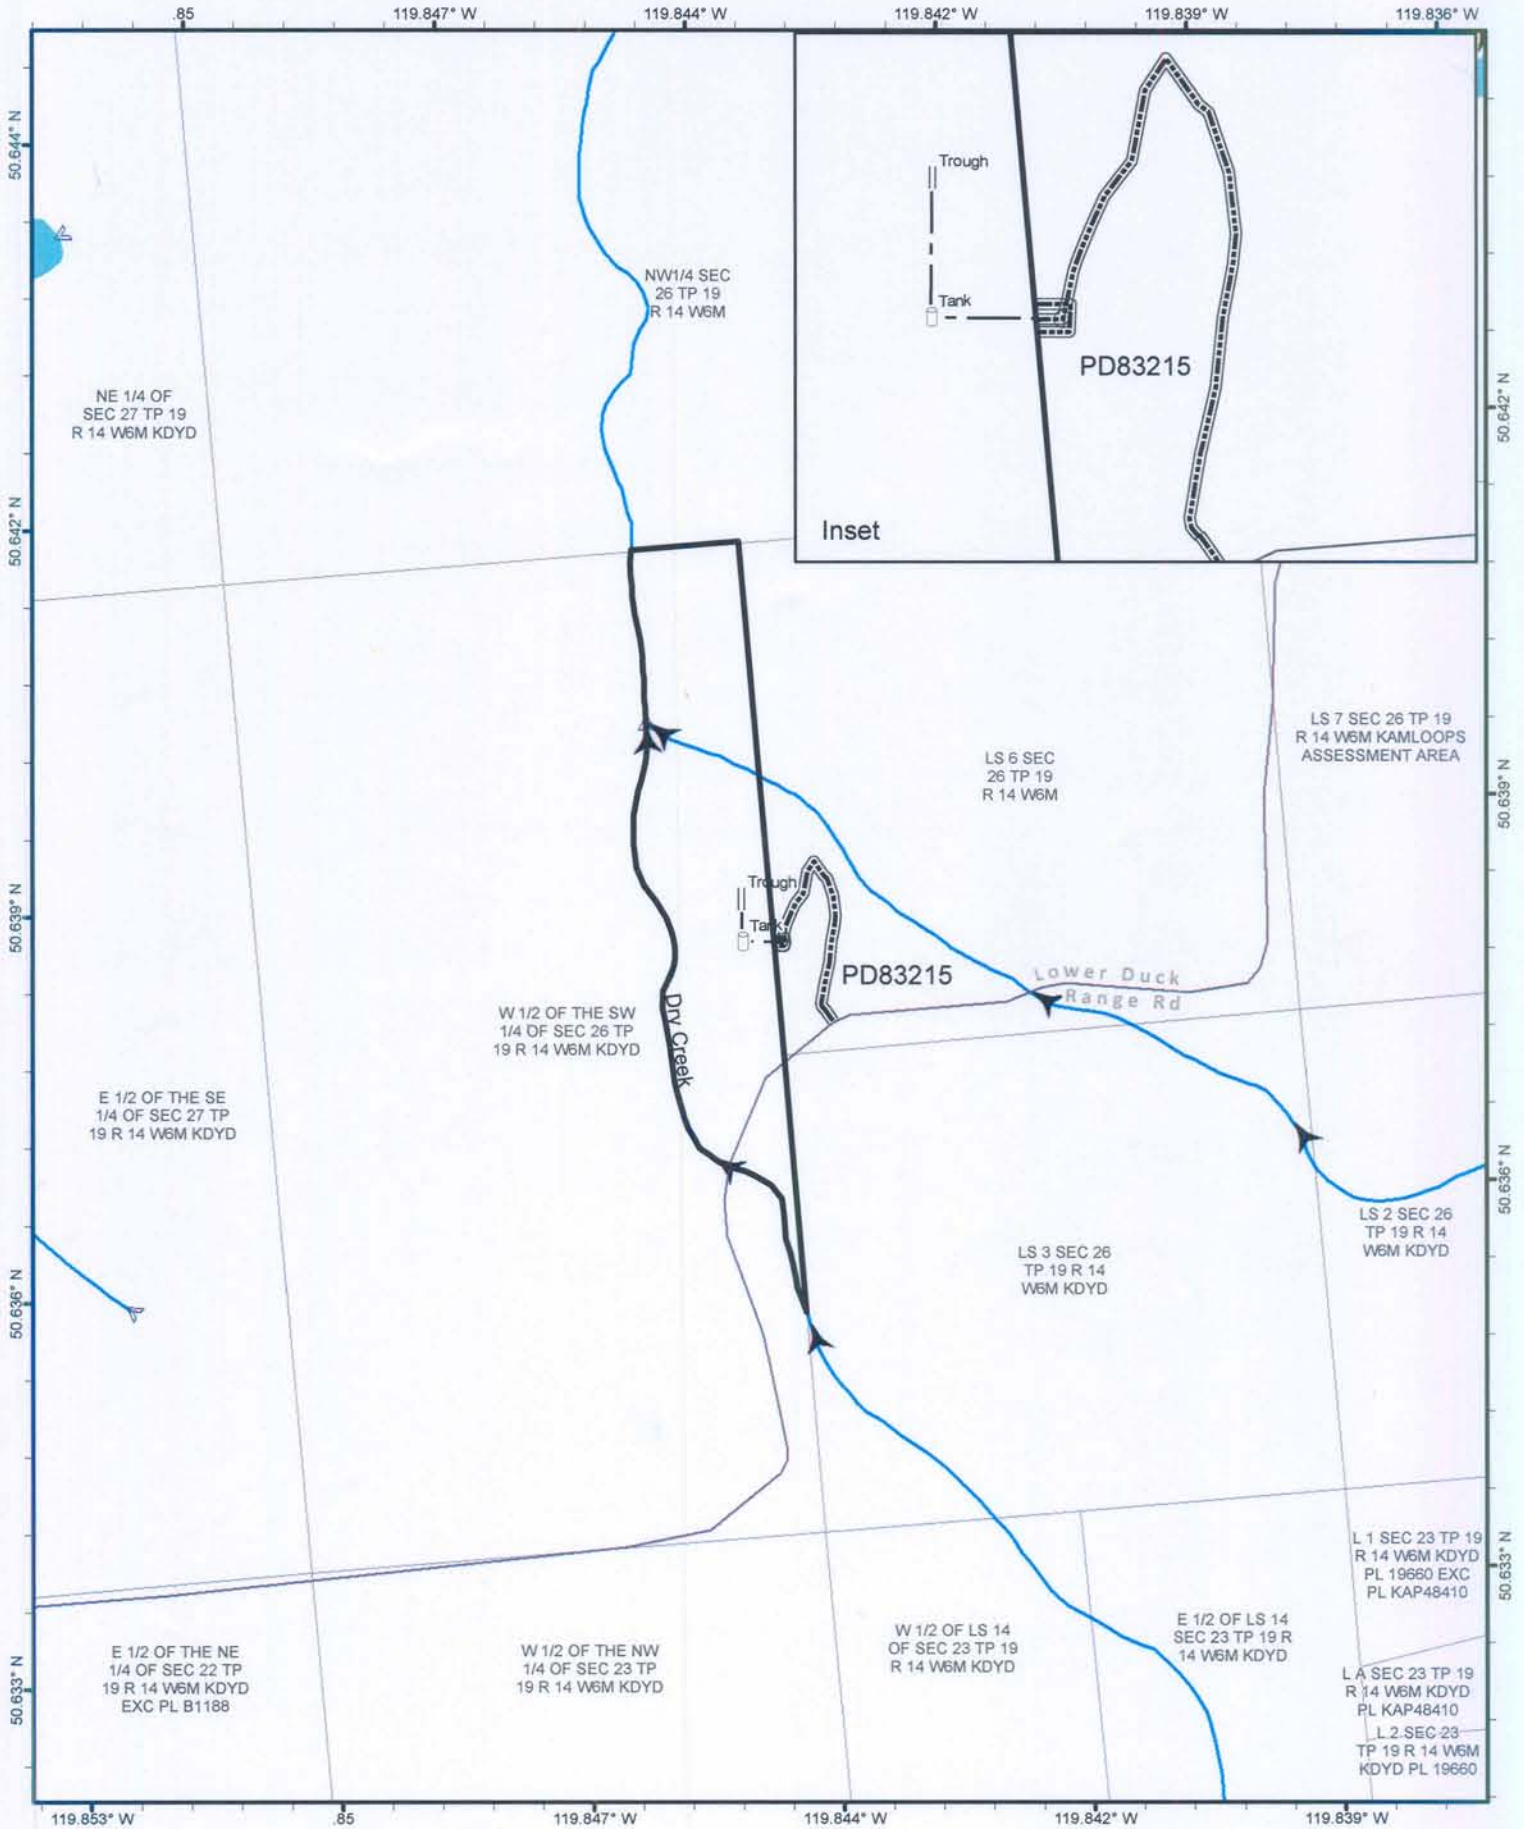 .85
119.847° W
119.844° W
119.842° W
119.839° W
119.836° W
50.644° N
Trough
Tank
PD83215
Inset
50.642° N
NW1/4 SEC
26 TP 19
R 14 W6M
NE 1/4 OF
SEC 27 TP 19
R 14 W6M KDYD
50.642° N
LS 7 SEC 26 TP 19
R 14 W6M KAMLOOPS
ASSESSMENT AREA
LS 6 SEC
26 TP 19
R 14 W6M
50.639° N
Trough
Tank
50.639° N
PD83215
Lower Duck
Range Rd
W 1/2 OF THE SW
1/4 OF SEC 26 TP
19 R 14 W6M KDYD
Dry Creek
E 1/2 OF THE SE
1/4 OF SEC 27 TP
19 R 14 W6M KDYD
50.636° N
LS 2 SEC 26
TP 19 R 14
W6M KDYD
LS 3 SEC 26
TP 19 R 14
W6M KDYD
50.636° N
L 1 SEC 23 TP 19
R 14 W6M KDYD
PL 19660 EXC
PL KAP48410
50.633° N
E 1/2 OF THE NE
1/4 OF SEC 22 TP
19 R 14 W6M KDYD
EXC PL B1188
W 1/2 OF THE NW
1/4 OF SEC 23 TP
19 R 14 W6M KDYD
W 1/2 OF LS 14
OF SEC 23 TP 19
R 14 W6M KDYD
E 1/2 OF LS 14
SEC 23 TP 19 R
14 W6M KDYD
L A SEC 23 TP 19
R 14 W6M KDYD
PL KAP48410
L 2 SEC 23
TP 19 R 14 W6M
KDYD PL 19660
50.633° N
119.853° W
.85
119.847° W
119.844° W
119.842° W
119.839° W